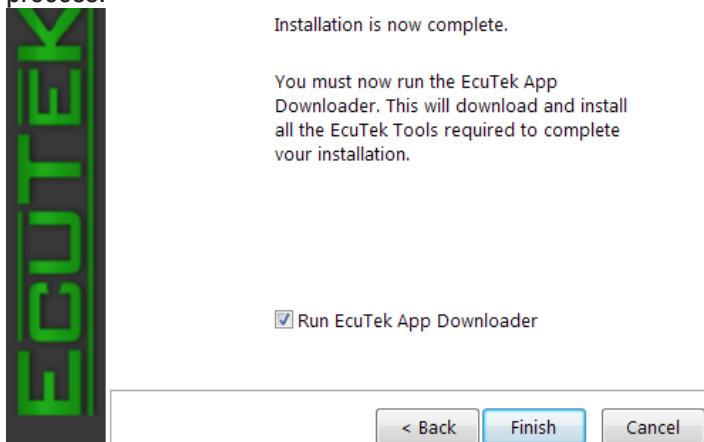 process.
ECUTEK
Installation is now complete.
You must now run the EcuTek App
Downloader. This will download and install
all the EcuTek Tools required to complete
your installation.
Run EcuTek App Downloader
< Back
Finish
Cancel